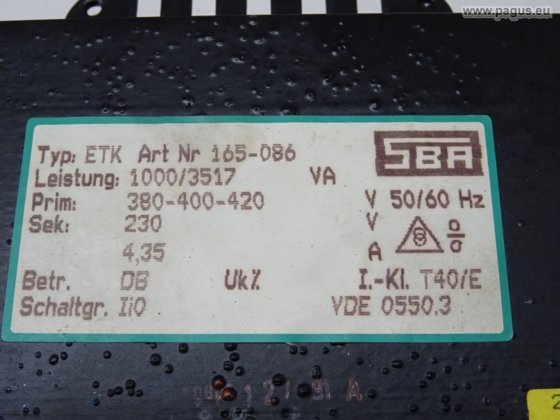 www.pagus.eu
SBA
Typ: ETK Art Nr 165-086
Leistung: 1000/3517 VA
Prim: 380-400-420 V 50/60 Hz
Sek: 230 V
4,35 A
Betr. DB Uk% I.-Kl. T40/E
Schaltgr. Ii0 VDE 0550.3